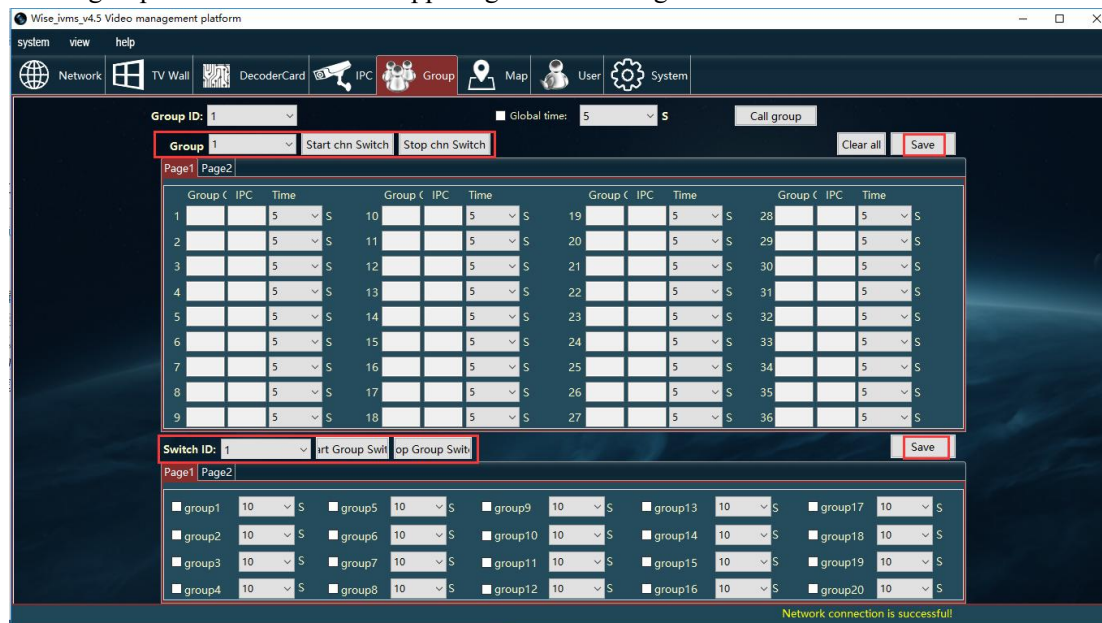 Wise_ivms_v4.5 Video management platform
system view help
Network TV Wall DecoderCard IPC Group Map User System
Group ID: 1 Global time: 5 S Call group
Group 1 Start chn Switch Stop chn Switch Clear all Save
Page1 Page2
Group ( IPC Time Group ( IPC Time Group ( IPC Time Group ( IPC Time
1 5 S 10 5 S 19 5 S 28 5 S
2 5 S 11 5 S 20 5 S 29 5 S
3 5 S 12 5 S 21 5 S 30 5 S
4 5 S 13 5 S 22 5 S 31 5 S
5 5 S 14 5 S 23 5 S 32 5 S
6 5 S 15 5 S 24 5 S 33 5 S
7 5 S 16 5 S 25 5 S 34 5 S
8 5 S 17 5 S 26 5 S 35 5 S
9 5 S 18 5 S 27 5 S 36 5 S
Switch ID: 1 art Group Swit op Group Swit Save
Page1 Page2
group1 10 S group5 10 S group9 10 S group13 10 S group17 10 S
group2 10 S group6 10 S group10 10 S group14 10 S group18 10 S
group3 10 S group7 10 S group11 10 S group15 10 S group19 10 S
group4 10 S group8 10 S group12 10 S group16 10 S group20 10 S
Network connection is successful!